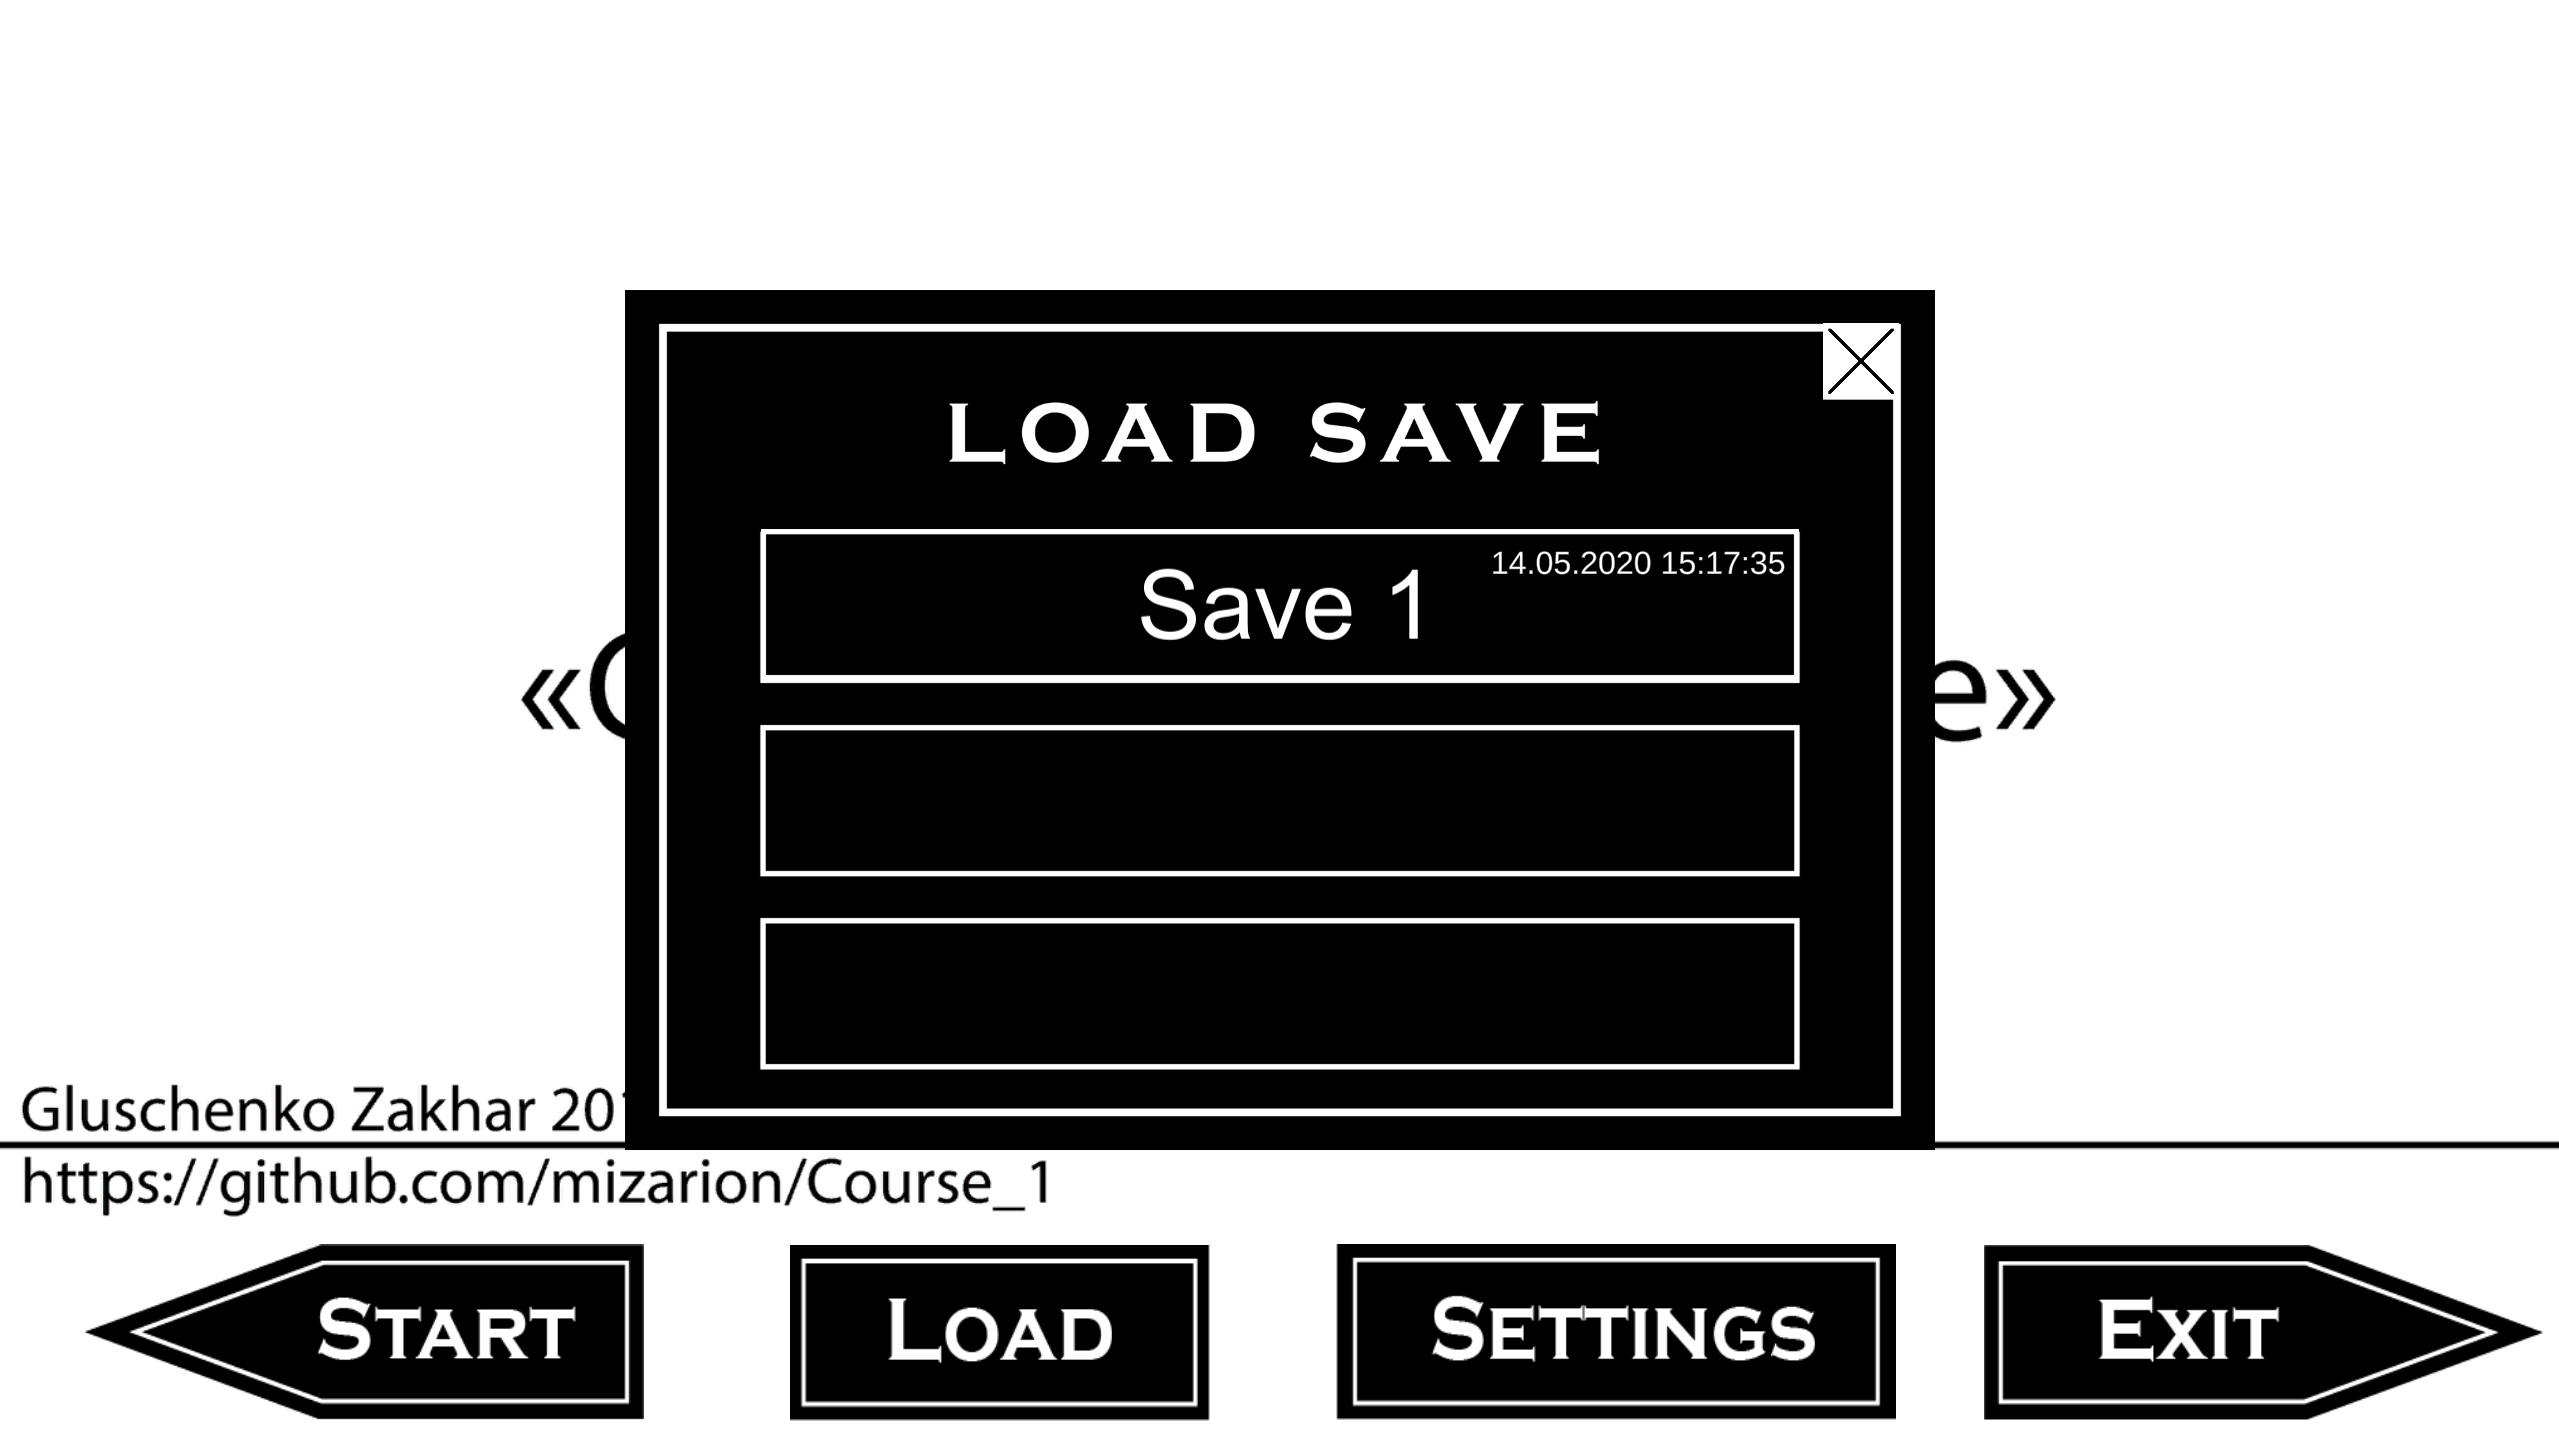 LOAD SAVE
14.05.2020 15:17:35
Save 1
Gluschenko Zakhar
https://github.com/mizarion/Course_1
START
LOAD
SETTINGS
EXIT